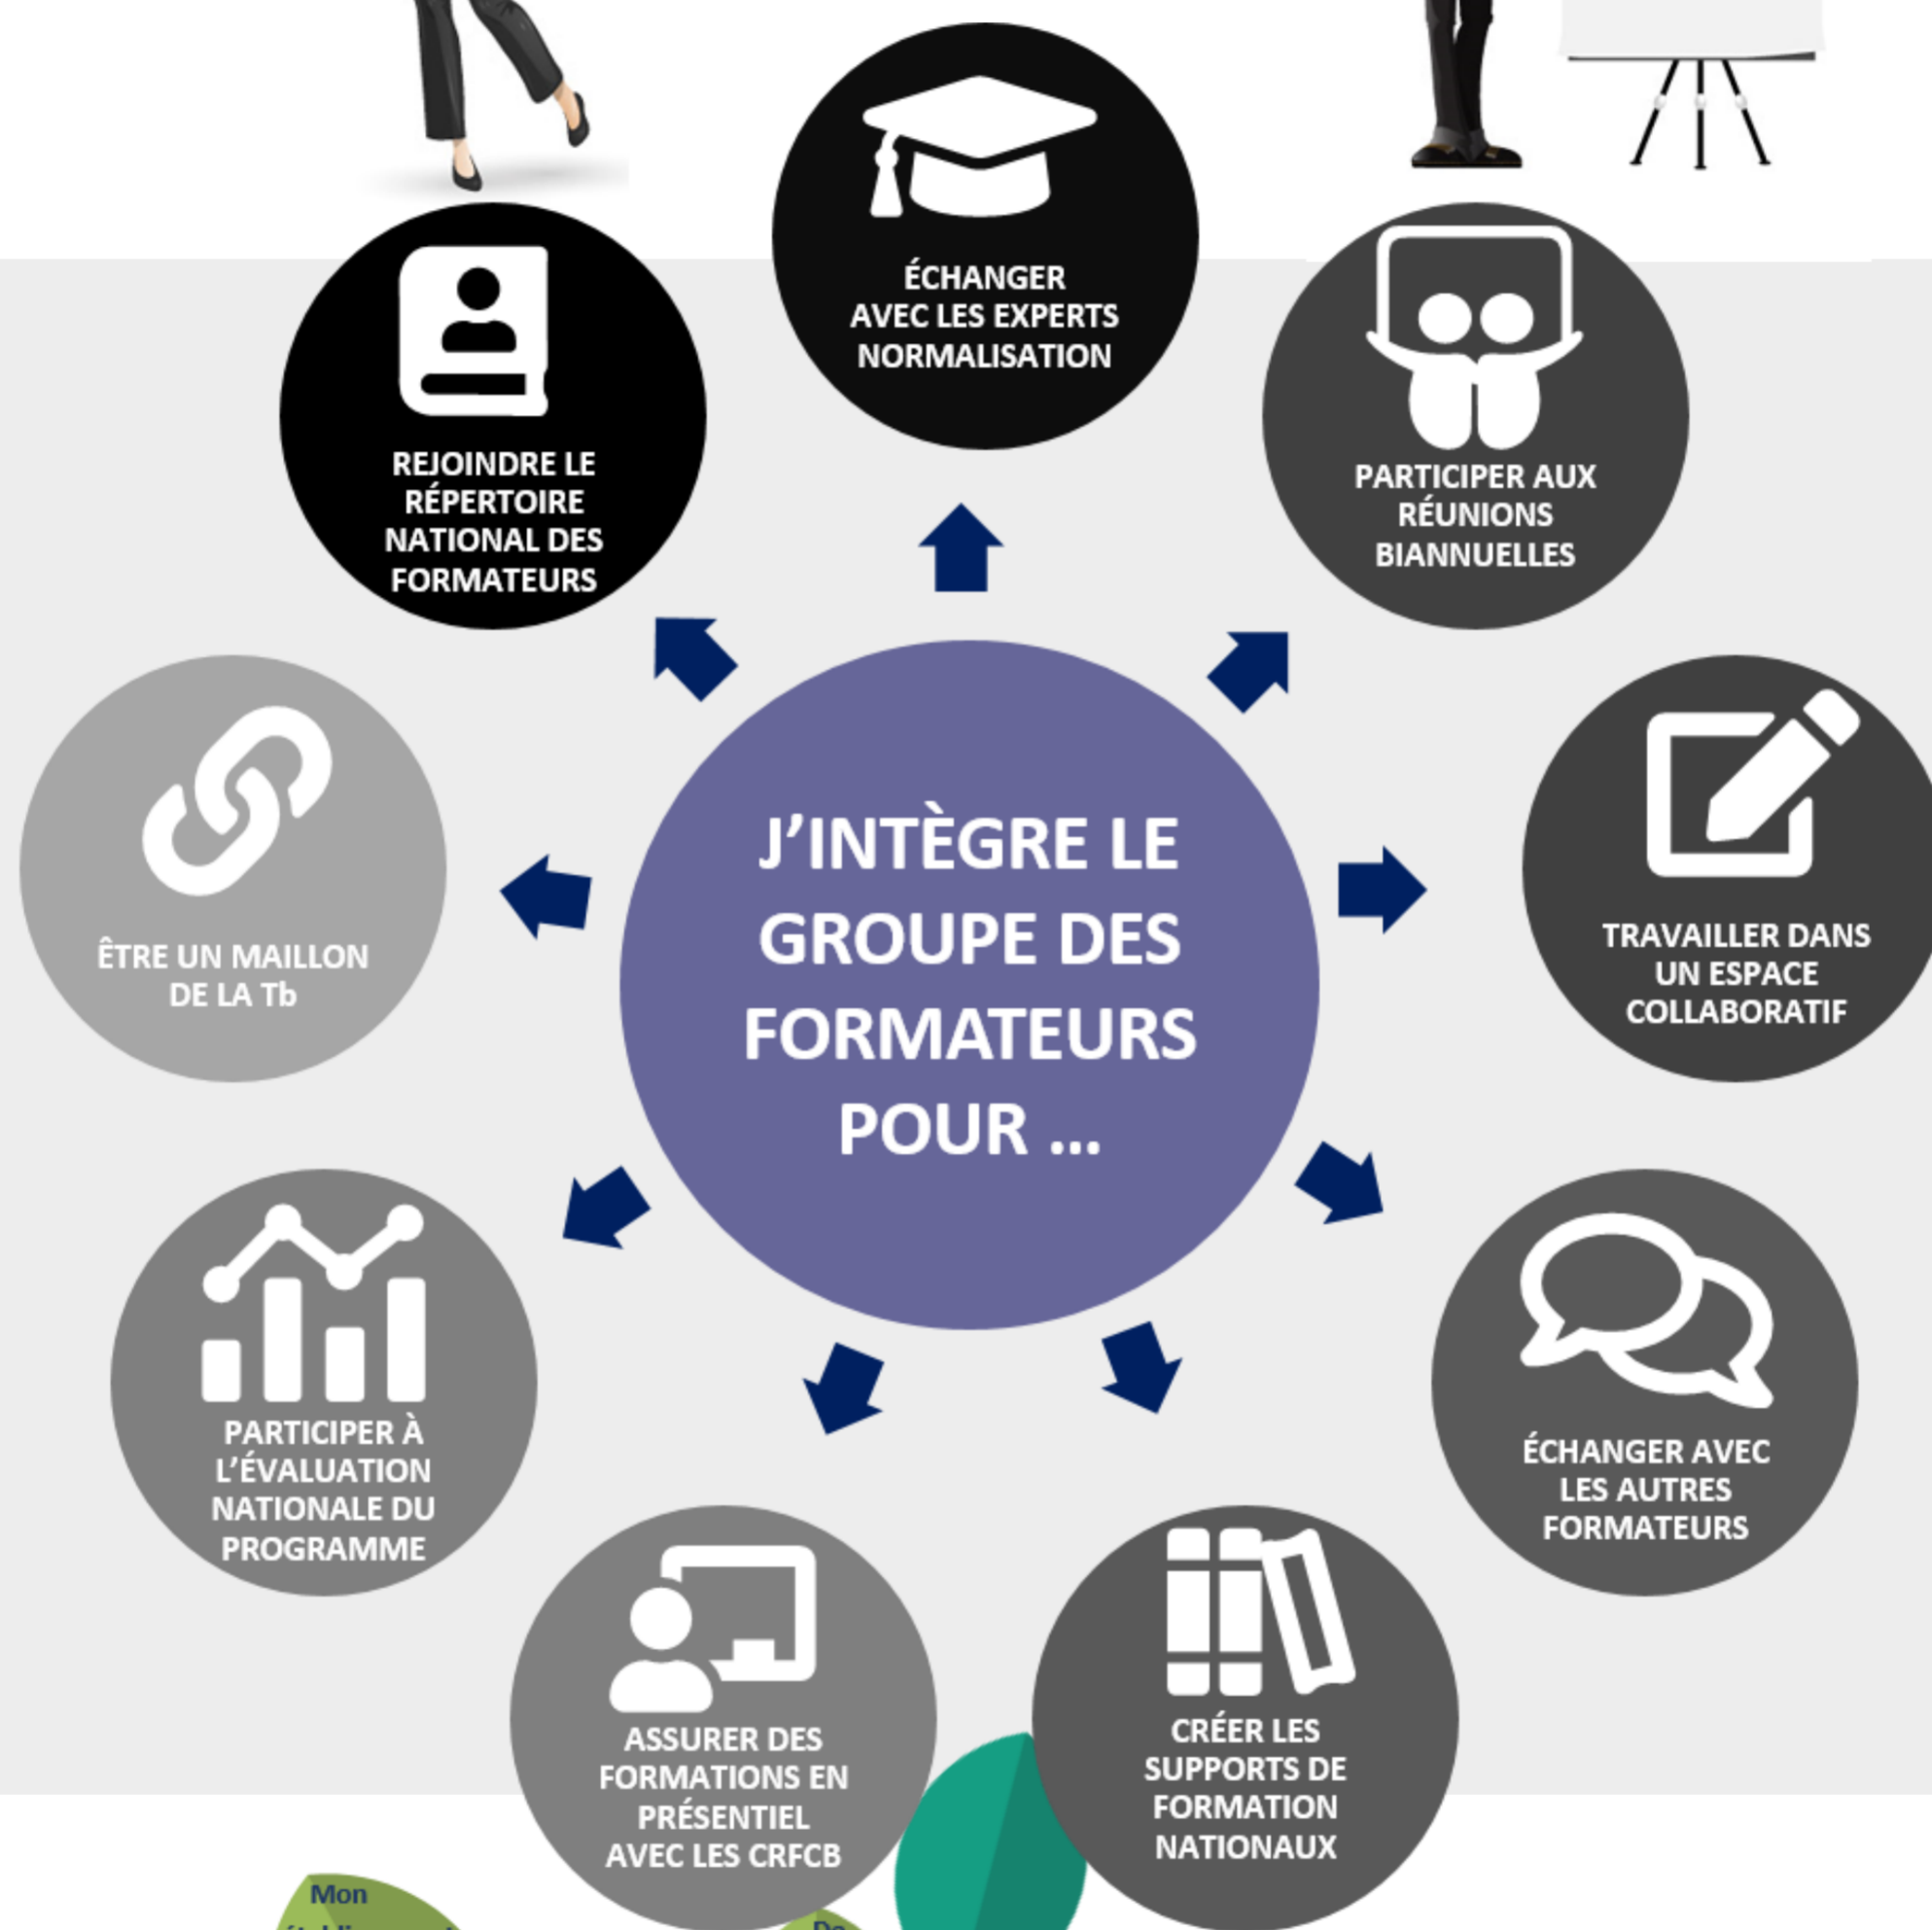 ÉCHANGER
AVEC LES EXPERTS
NORMALISATION
REJOINDRE LE
RÉPERTOIRE
NATIONAL DES
FORMATEURS
PARTICIPER AUX
RÉUNIONS
BIANNUELLES
J’INTÈGRE LE
GROUPE DES
FORMATEURS
POUR ...
ÊTRE UN MAILLON
DE LA Tb
TRAVAILLER DANS
UN ESPACE
COLLABORATIF
PARTICIPER À
L’ÉVALUATION
NATIONALE DU
PROGRAMME
ÉCHANGER AVEC
LES AUTRES
FORMATEURS
ASSURER DES
FORMATIONS EN
PRÉSENTIEL
AVEC LES CRFCB
CRÉER LES
SUPPORTS DE
FORMATION
NATIONAUX
Mon